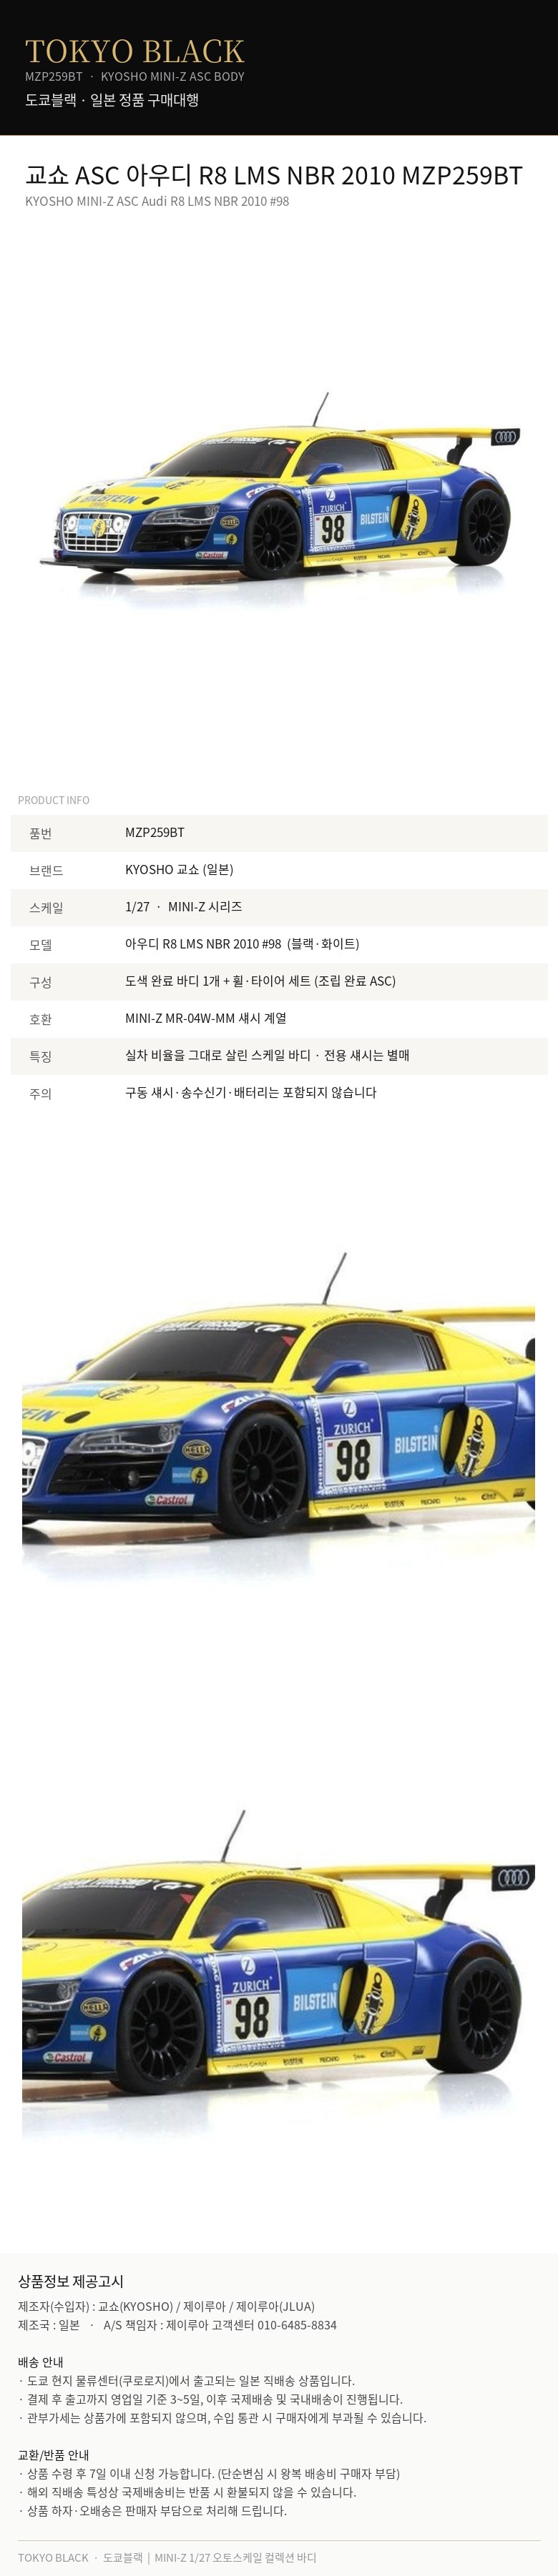 TOKYO BLACK
MZP259BT · KYOSHO MINI-Z ASC BODY
도쿄블랙 · 일본 정품 구매대행
교쇼 ASC 아우디 R8 LMS NBR 2010 MZP259BT
KYOSHO MINI-Z ASC Audi R8 LMS NBR 2010 #98
BILSTEIN
ZURICH
98
BILSTEIN
HELLA
Castrol
PRODUCT INFO
품번 MZP259BT
브랜드 KYOSHO 교쇼 (일본)
스케일 1/27 · MINI-Z 시리즈
모델 아우디 R8 LMS NBR 2010 #98 (블랙·화이트)
구성 도색 완료 바디 1개 + 휠·타이어 세트 (조립 완료 ASC)
호환 MINI-Z MR-04W-MM 섀시 계열
특징 실차 비율을 그대로 살린 스케일 바디 · 전용 섀시는 별매
주의 구동 섀시·송수신기·배터리는 포함되지 않습니다
ZURICH
98
BILSTEIN
HELLA
Castrol
ZURICH
98
BILSTEIN
HELLA
Castrol
상품정보 제공고시
제조자(수입자) : 교쇼(KYOSHO) / 제이루아 / 제이루아(JLUA)
제조국 : 일본 · A/S 책임자 : 제이루아 고객센터 010-6485-8834
배송 안내
· 도쿄 현지 물류센터(쿠로로지)에서 출고되는 일본 직배송 상품입니다.
· 결제 후 출고까지 영업일 기준 3~5일, 이후 국제배송 및 국내배송이 진행됩니다.
· 관부가세는 상품가에 포함되지 않으며, 수입 통관 시 구매자에게 부과될 수 있습니다.
교환/반품 안내
· 상품 수령 후 7일 이내 신청 가능합니다. (단순변심 시 왕복 배송비 구매자 부담)
· 해외 직배송 특성상 국제배송비는 반품 시 환불되지 않을 수 있습니다.
· 상품 하자·오배송은 판매자 부담으로 처리해 드립니다.
TOKYO BLACK · 도쿄블랙 | MINI-Z 1/27 오토스케일 컬렉션 바디